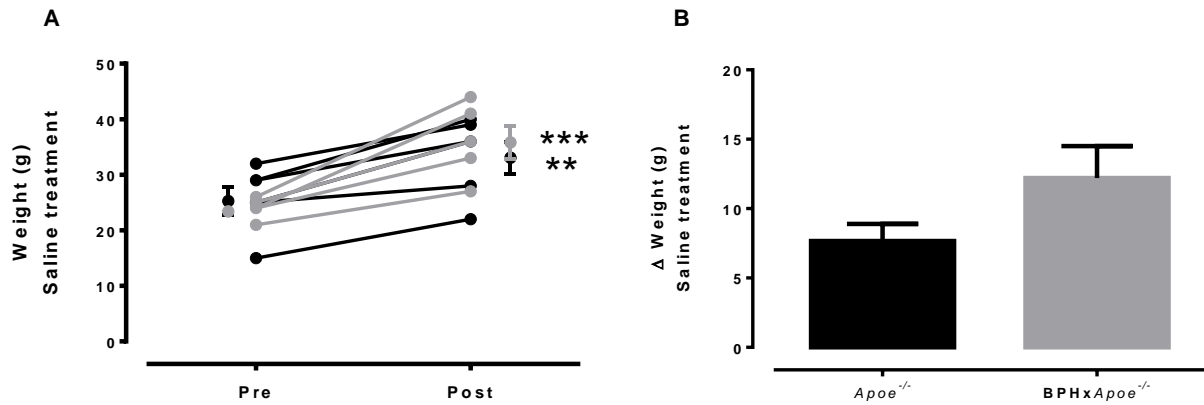 A
Weight (g)
Saline treatment
50
40
30
20
10
0
***
**
Pre
Post
B
Δ Weight (g)
Saline treatment
20
15
10
5
0
Apoe-/-
BPHxApoe-/-